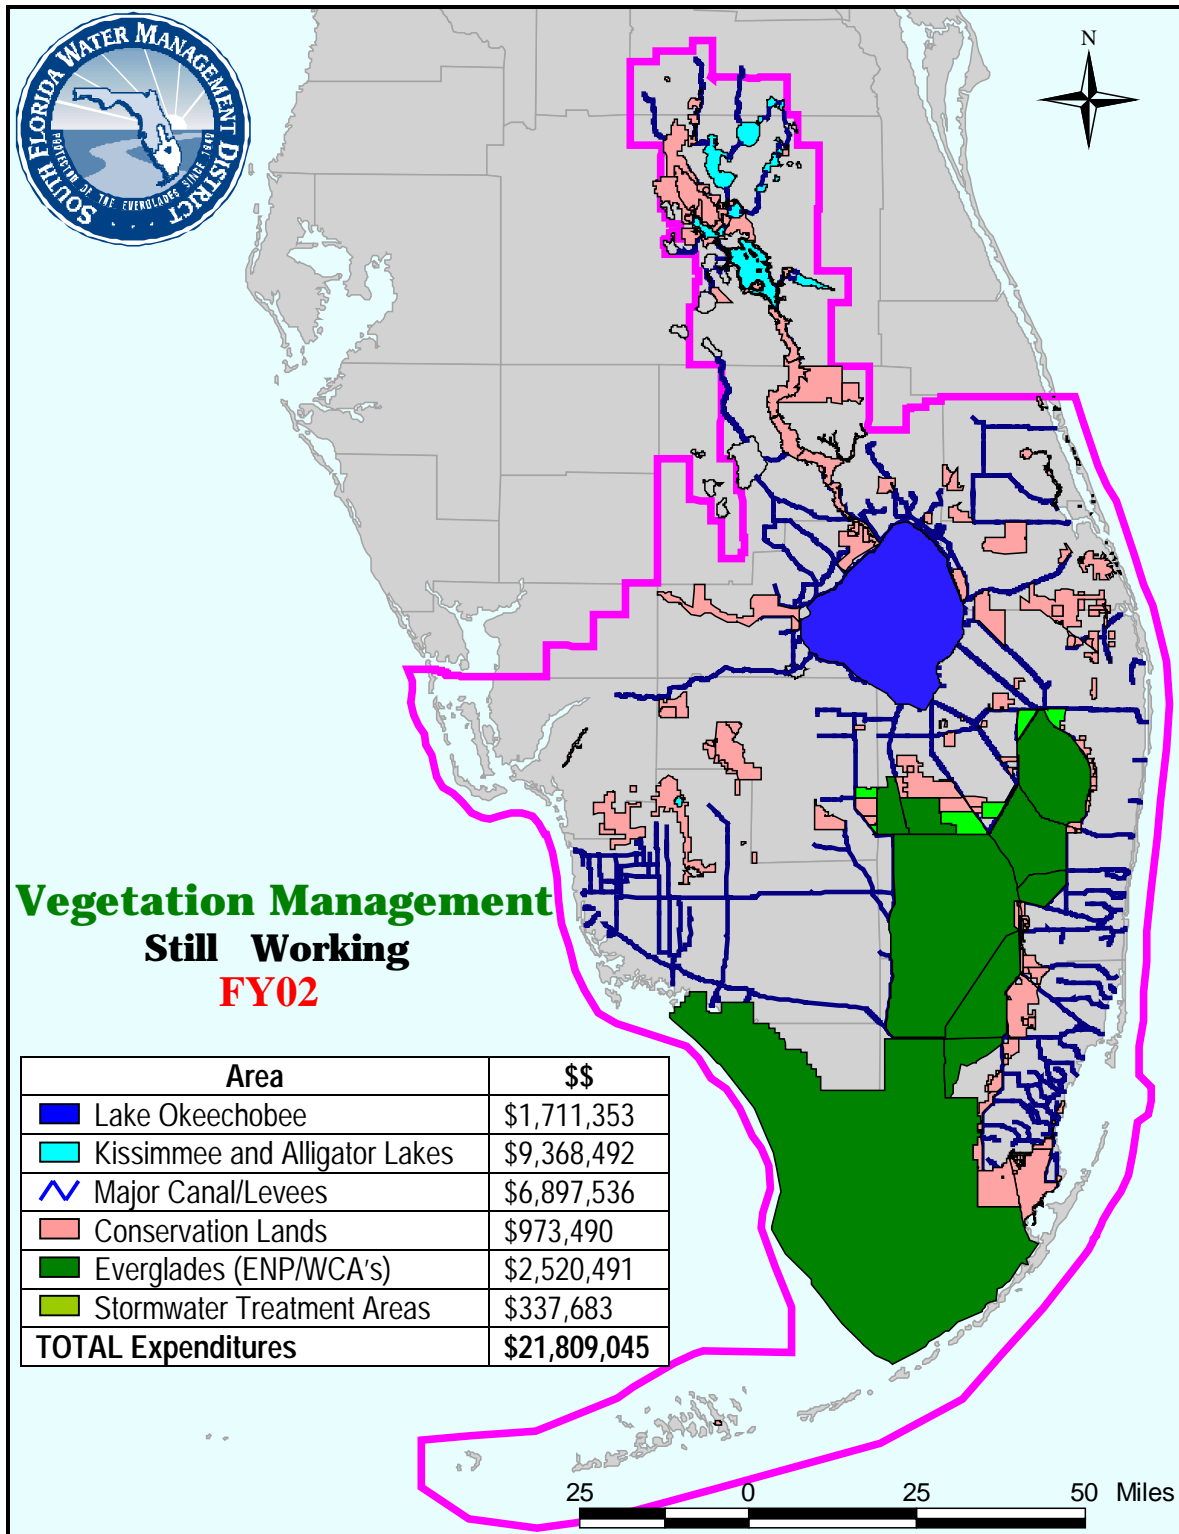 SOUTH FLORIDA WATER MANAGEMENT DISTRICT
PROTECTOR OF THE EVERGLADES SINCE 1949
N
Vegetation Management
Still Working
FY02
Area $$
Lake Okeechobee $1,711,353
Kissimmee and Alligator Lakes $9,368,492
Major Canal/Levees $6,897,536
Conservation Lands $973,490
Everglades (ENP/WCA's) $2,520,491
Stormwater Treatment Areas $337,683
TOTAL Expenditures $21,809,045
25 0 25 50 Miles